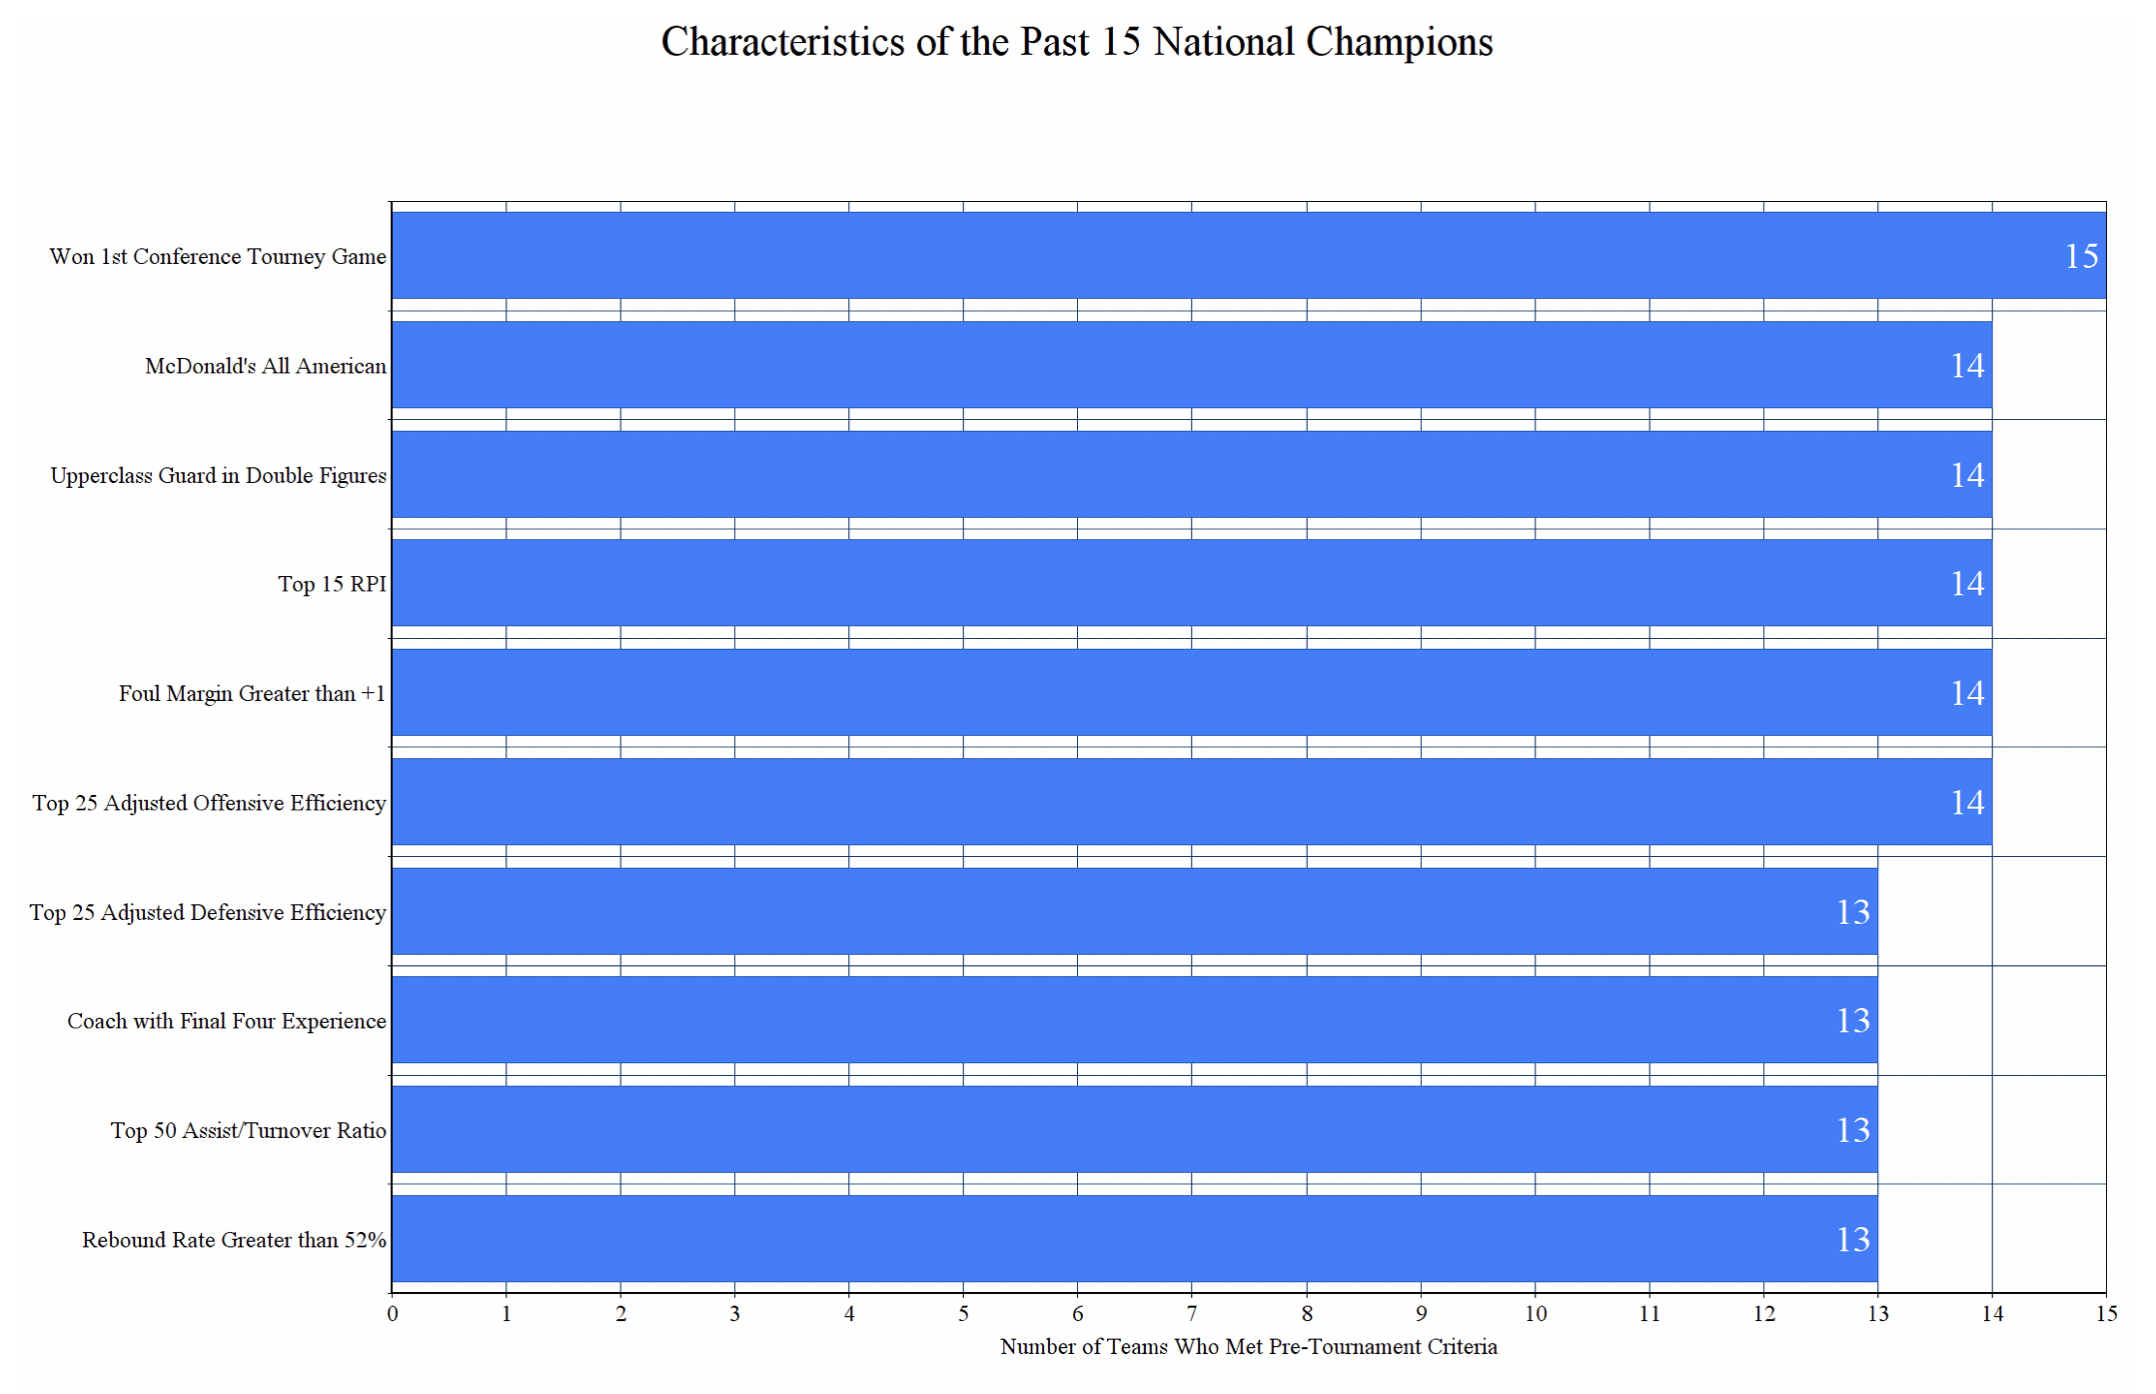 Characteristics of the Past 15 National Champions
Won 1st Conference Tourney Game
15
McDonald's All American
14
Upperclass Guard in Double Figures
14
Top 15 RPI
14
Foul Margin Greater than +1
14
Top 25 Adjusted Offensive Efficiency
14
Top 25 Adjusted Defensive Efficiency
13
Coach with Final Four Experience
13
Top 50 Assist/Turnover Ratio
13
Rebound Rate Greater than 52%
13
0 1 2 3 4 5 6 7 8 9 10 11 12 13 14 15
Number of Teams Who Met Pre-Tournament Criteria